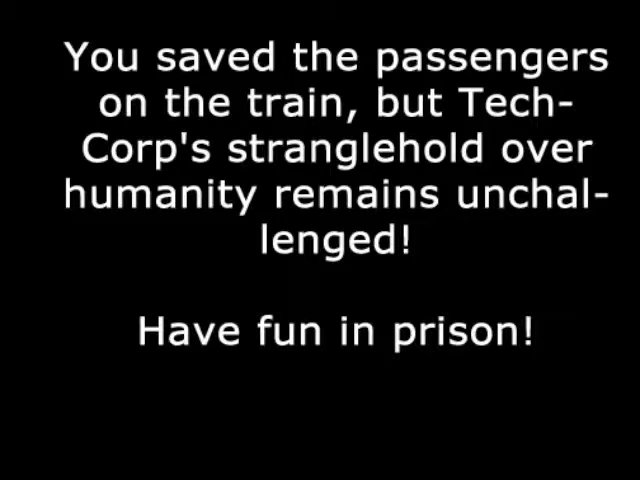 You saved the passengers
on the train, but Tech-
Corp's stranglehold over
humanity remains unchal-
lenged!
Have fun in prison!